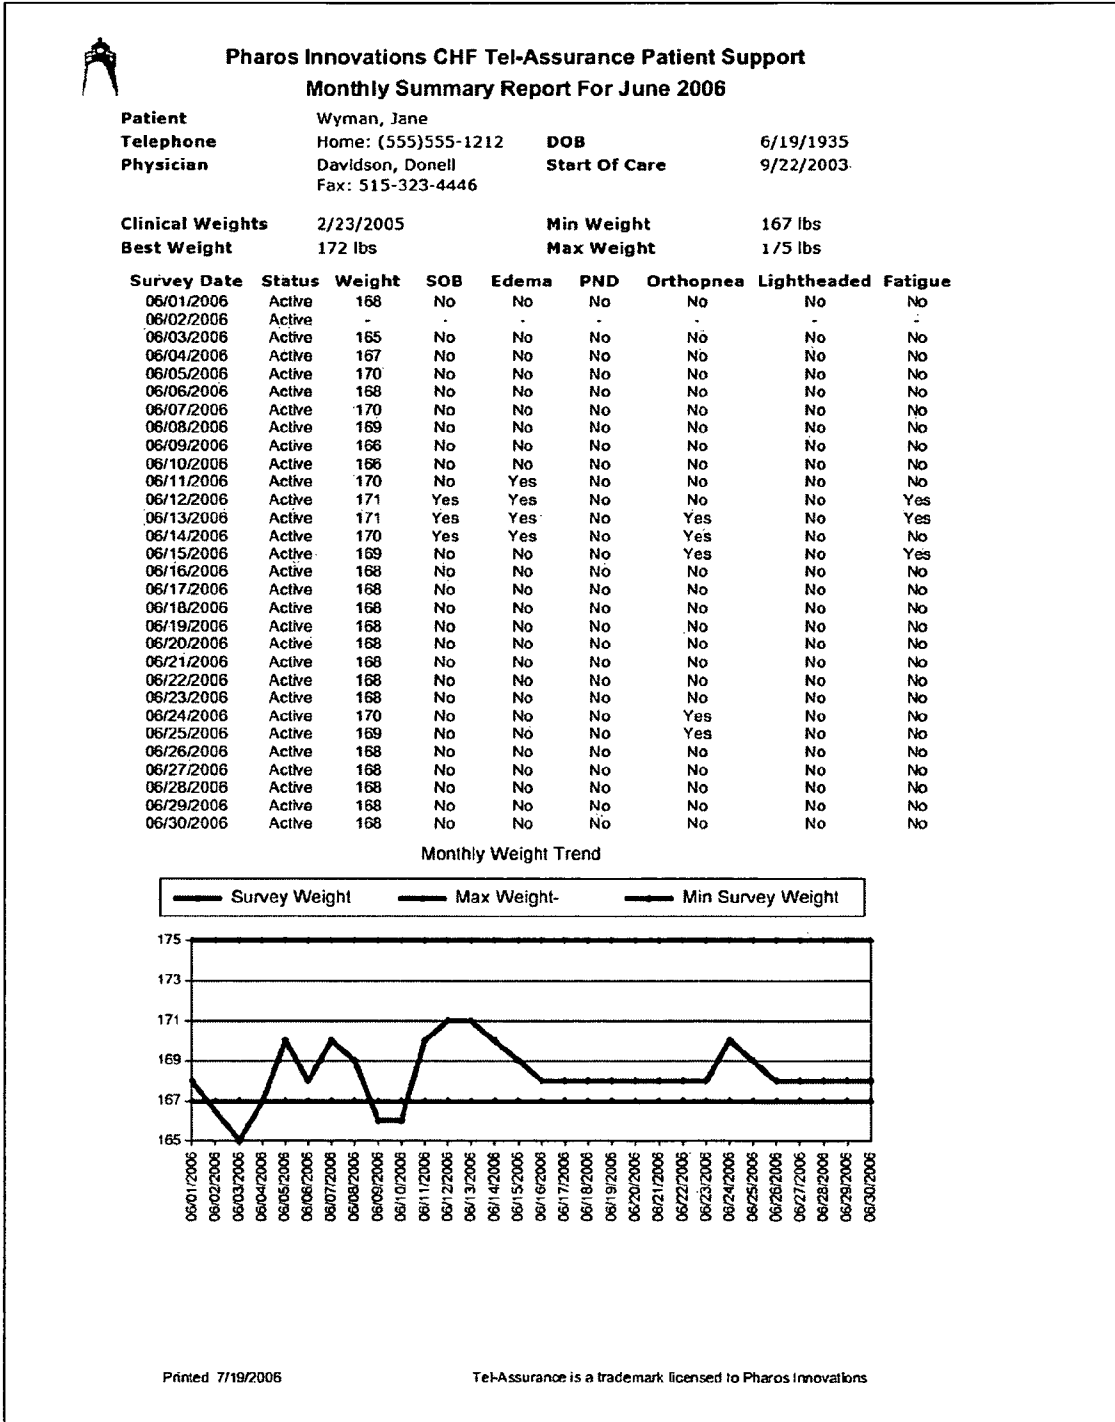 Pharos Innovations CHF Tel-Assurance Patient Support
Monthly Summary Report For June 2006
Patient Wyman, Jane
Telephone Home: (555)555-1212 DOB 6/19/1935
Physician Davidson, Donell Start Of Care 9/22/2003
Fax: 515-323-4446
Clinical Weights 2/23/2005 Min Weight 167 lbs
Best Weight 172 lbs Max Weight 175 lbs
Survey Date Status Weight SOB Edema PND Orthopnea Lightheaded Fatigue
06/01/2006 Active 168 No No No No No No
06/02/2006 Active - - - - - - -
06/03/2006 Active 165 No No No No No No
06/04/2006 Active 167 No No No No No No
06/05/2006 Active 170 No No No No No No
06/06/2006 Active 168 No No No No No No
06/07/2006 Active 170 No No No No No No
06/08/2006 Active 169 No No No No No No
06/09/2006 Active 166 No No No No No No
06/10/2006 Active 166 No No No No No No
06/11/2006 Active 170 No Yes No No No No
06/12/2006 Active 171 Yes Yes No No No Yes
06/13/2006 Active 171 Yes Yes No Yes No Yes
06/14/2006 Active 170 Yes Yes No Yes No No
06/15/2006 Active 169 No No No Yes No Yes
06/16/2006 Active 168 No No No No No No
06/17/2006 Active 168 No No No No No No
06/18/2006 Active 168 No No No No No No
06/19/2006 Active 168 No No No No No No
06/20/2006 Active 168 No No No No No No
06/21/2006 Active 168 No No No No No No
06/22/2006 Active 168 No No No No No No
06/23/2006 Active 168 No No No No No No
06/24/2006 Active 170 No No No Yes No No
06/25/2006 Active 169 No No No Yes No No
06/26/2006 Active 168 No No No No No No
06/27/2006 Active 168 No No No No No No
06/28/2006 Active 168 No No No No No No
06/29/2006 Active 168 No No No No No No
06/30/2006 Active 168 No No No No No No
Monthly Weight Trend
Survey Weight Max Weight- Min Survey Weight
175
173
171
169
167
165
06/01/2006
06/02/2006
06/03/2006
06/04/2006
06/05/2006
06/06/2006
06/07/2006
06/08/2006
06/09/2006
06/10/2006
06/11/2006
06/12/2006
06/13/2006
06/14/2006
06/15/2006
06/16/2006
06/17/2006
06/18/2006
06/19/2006
06/20/2006
06/21/2006
06/22/2006
06/23/2006
06/24/2006
06/25/2006
06/26/2006
06/27/2006
06/28/2006
06/29/2006
06/30/2006
Printed 7/19/2006 Tel-Assurance is a trademark licensed to Pharos Innovations